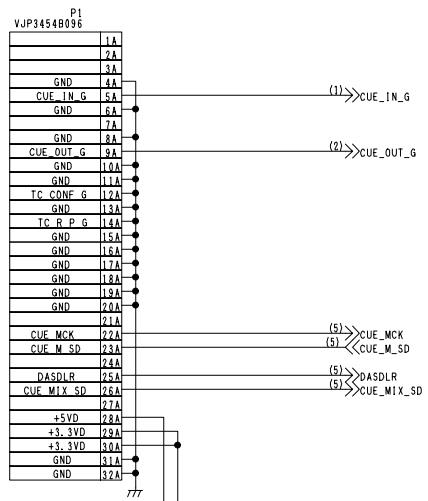 P1
VJP3454B096
1A
2A
3A
GND 4A
CUE_IN_G 5A (1) CUE_IN_G
GND 6A
7A
GND 8A
CUE_OUT_G 9A (2) CUE_OUT_G
GND 10A
GND 11A
TC CONF G 12A
GND 13A
TC R P G 14A
GND 15A
GND 16A
GND 17A
GND 18A
GND 19A
GND 20A
21A
CUE MCK 22A (5) CUE_MCK
CUE M SD 23A (5) CUE_M_SD
24A
DASDLR 25A (5) DASDLR
CUE MIX SD 26A (5) CUE_MIX_SD
27A
+5VD 28A
+3.3VD 29A
+3.3VD 30A
GND 31A
GND 32A